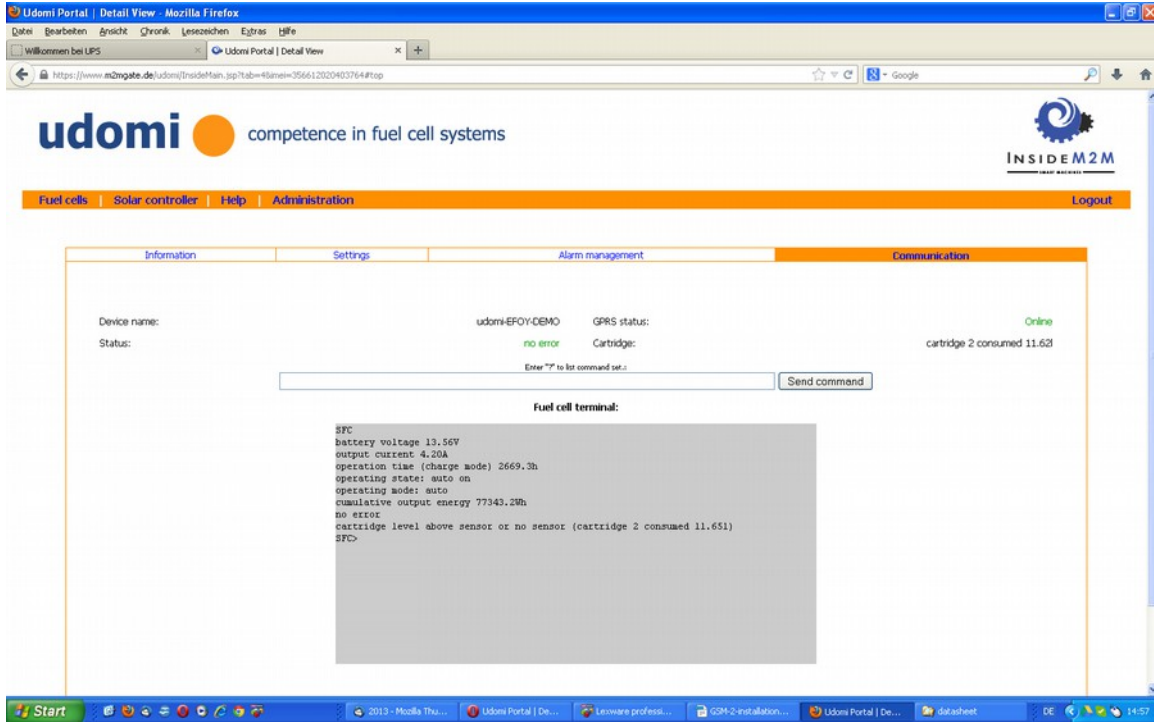 Udomi Portal | Detail View - Mozilla Firefox
Datei Bearbeiten Ansicht Chronik Lesezeichen Extras Hilfe
Willkommen bei UPS × Udomi Portal | Detail View × +
https://www.m2mgate.de/udomi/InsideMain.jsp?tab=4&imei=356612020403764#top Google
udomi competence in fuel cell systems
INSIDE M2M
SMART MACHINES
Fuel cells | Solar controller | Help | Administration Logout
Information Settings Alarm management Communication
Device name: udomi-EFOY-DEMO GPRS status: Online
Status: no error Cartridge: cartridge 2 consumed 11.62l
Enter "?" to list command set.:
Send command
Fuel cell terminal:
SFC
battery voltage 13.56V
output current 4.20A
operation time (charge mode) 2669.3h
operating state: auto on
operating mode: auto
cumulative output energy 77343.2Wh
no error
cartridge level above sensor or no sensor (cartridge 2 consumed 11.65l)
SFC>
Start 2013 - Mozilla Thu... Udomi Portal | De... Lexware professi... GSM-2-installation... Udomi Portal | De... datasheet DE 14:57